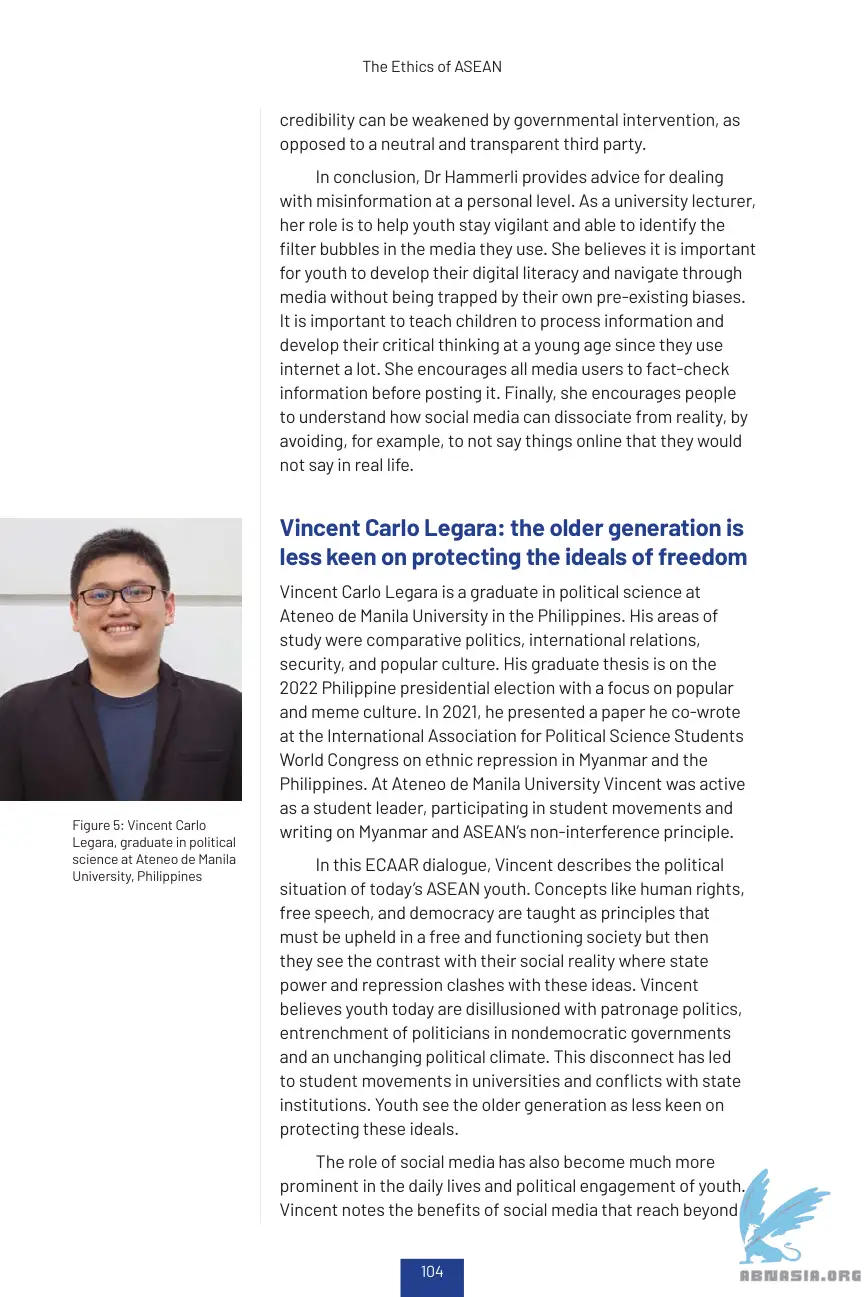 The Ethics of ASEAN
credibility can be weakened by governmental intervention, as
opposed to a neutral and transparent third party.
In conclusion, Dr Hammerli provides advice for dealing
with misinformation at a personal level. As a university lecturer,
her role is to help youth stay vigilant and able to identify the
filter bubbles in the media they use. She believes it is important
for youth to develop their digital literacy and navigate through
media without being trapped by their own pre-existing biases.
It is important to teach children to process information and
develop their critical thinking at a young age since they use
internet a lot. She encourages all media users to fact-check
information before posting it. Finally, she encourages people
to understand how social media can dissociate from reality, by
avoiding, for example, to not say things online that they would
not say in real life.
Vincent Carlo Legara: the older generation is
less keen on protecting the ideals of freedom
Vincent Carlo Legara is a graduate in political science at
Ateneo de Manila University in the Philippines. His areas of
study were comparative politics, international relations,
security, and popular culture. His graduate thesis is on the
2022 Philippine presidential election with a focus on popular
and meme culture. In 2021, he presented a paper he co-wrote
at the International Association for Political Science Students
World Congress on ethnic repression in Myanmar and the
Philippines. At Ateneo de Manila University Vincent was active
as a student leader, participating in student movements and
writing on Myanmar and ASEAN’s non-interference principle.
Figure 5: Vincent Carlo
Legara, graduate in political
science at Ateneo de Manila
University, Philippines
In this ECAAR dialogue, Vincent describes the political
situation of today’s ASEAN youth. Concepts like human rights,
free speech, and democracy are taught as principles that
must be upheld in a free and functioning society but then
they see the contrast with their social reality where state
power and repression clashes with these ideas. Vincent
believes youth today are disillusioned with patronage politics,
entrenchment of politicians in nondemocratic governments
and an unchanging political climate. This disconnect has led
to student movements in universities and conflicts with state
institutions. Youth see the older generation as less keen on
protecting these ideals.
The role of social media has also become much more
prominent in the daily lives and political engagement of youth.
Vincent notes the benefits of social media that reach beyond
104
ABNASIA.ORG